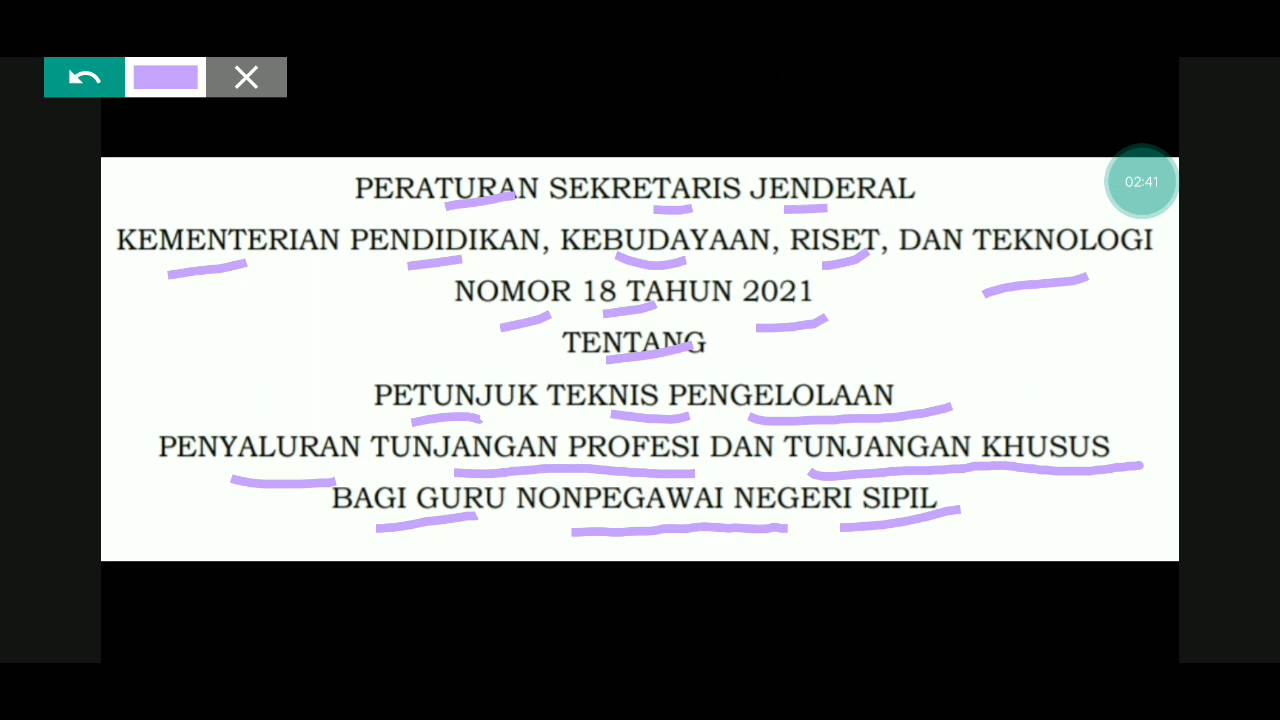 02:41
PERATURAN SEKRETARIS JENDERAL
KEMENTERIAN PENDIDIKAN, KEBUDAYAAN, RISET, DAN TEKNOLOGI
NOMOR 18 TAHUN 2021
TENTANG
PETUNJUK TEKNIS PENGELOLAAN
PENYALURAN TUNJANGAN PROFESI DAN TUNJANGAN KHUSUS
BAGI GURU NONPEGAWAI NEGERI SIPIL